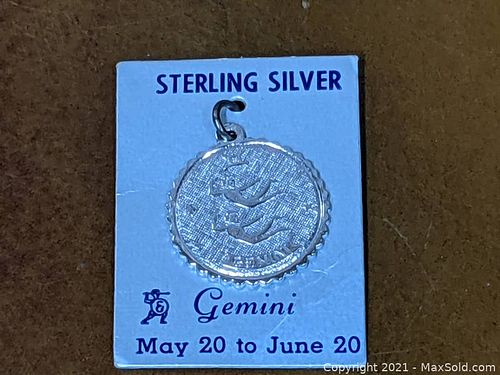 STERLING SILVER
Gemini
May 20 to June 20
Copyright 2021 - MaxSold.com